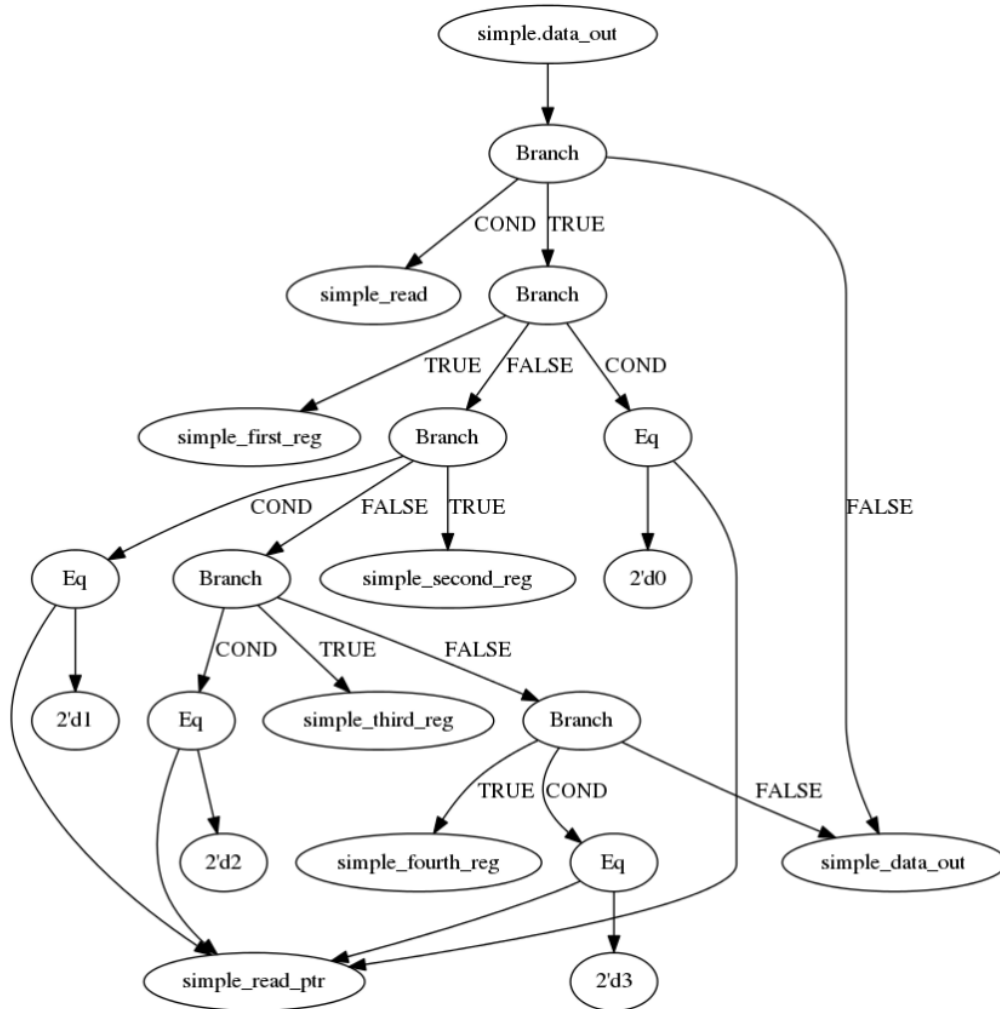 simple.data_out
Branch
COND
TRUE
simple_read
Branch
TRUE
FALSE
COND
simple_first_reg
Branch
Eq
COND
FALSE
TRUE
FALSE
Eq
Branch
simple_second_reg
2'd0
COND
TRUE
FALSE
2'd1
Eq
simple_third_reg
Branch
TRUE
COND
FALSE
2'd2
simple_fourth_reg
Eq
simple_data_out
simple_read_ptr
2'd3